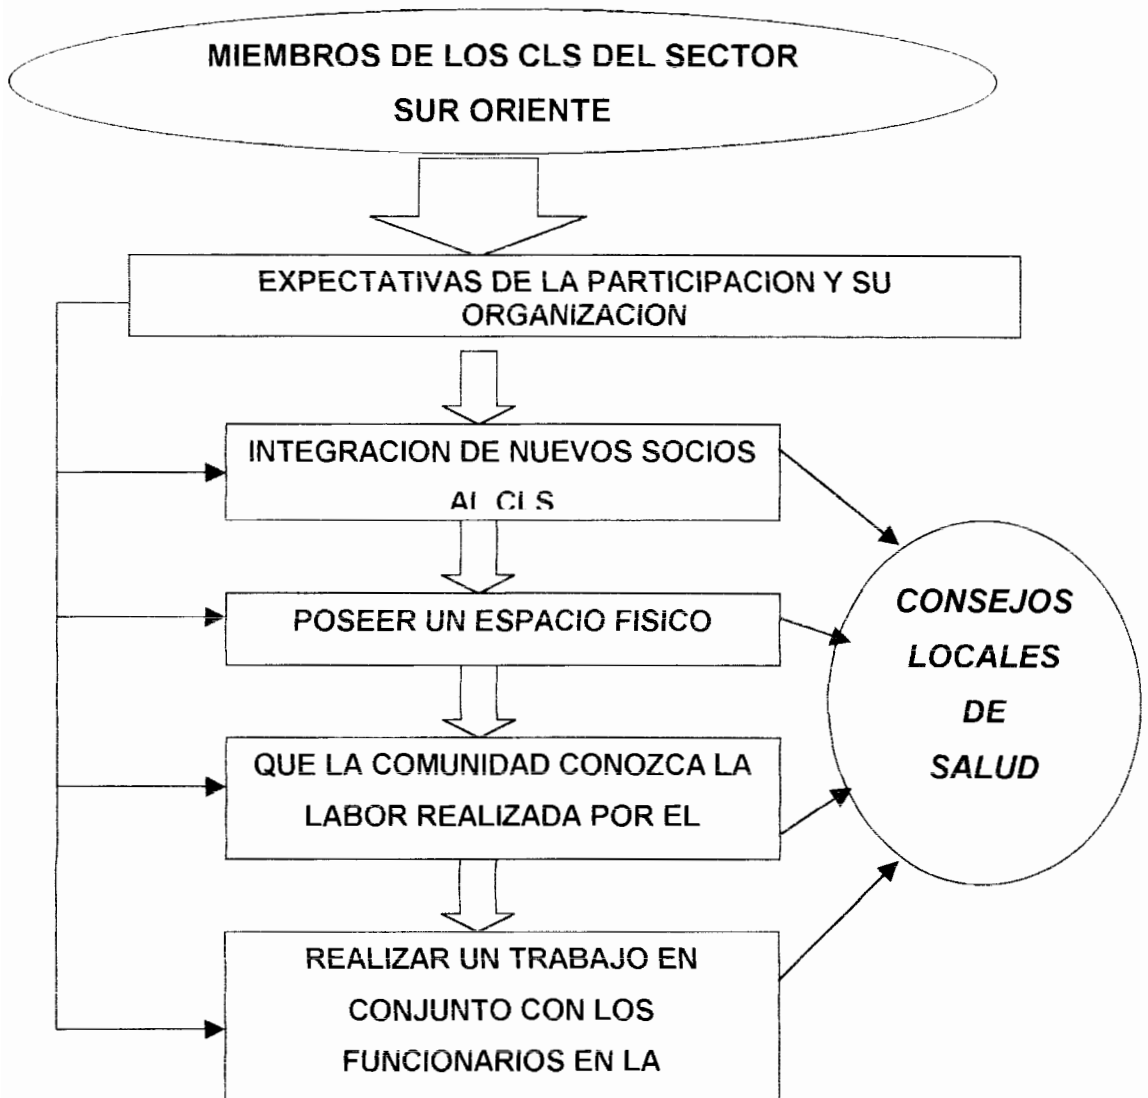 MIEMBROS DE LOS CLS DEL SECTOR
SUR ORIENTE
EXPECTATIVAS DE LA PARTICIPACION Y SU
ORGANIZACION
INTEGRACION DE NUEVOS SOCIOS
AL CLS
POSEER UN ESPACIO FISICO
QUE LA COMUNIDAD CONOZCA LA
LABOR REALIZADA POR EL
REALIZAR UN TRABAJO EN
CONJUNTO CON LOS
FUNCIONARIOS EN LA
CONSEJOS
LOCALES
DE
SALUD